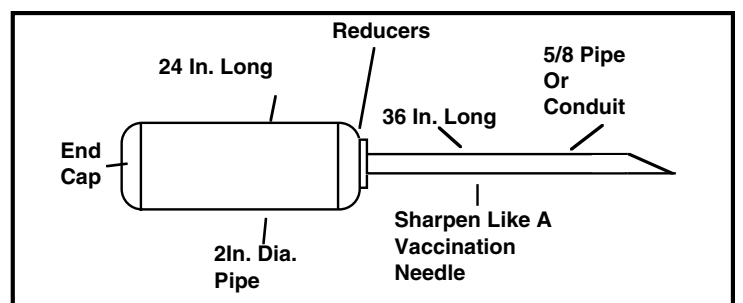 Reducers
24 In. Long
5/8 Pipe
Or
Conduit
36 In. Long
End
Cap
2In. Dia.
Pipe
Sharpen Like A
Vaccination
Needle